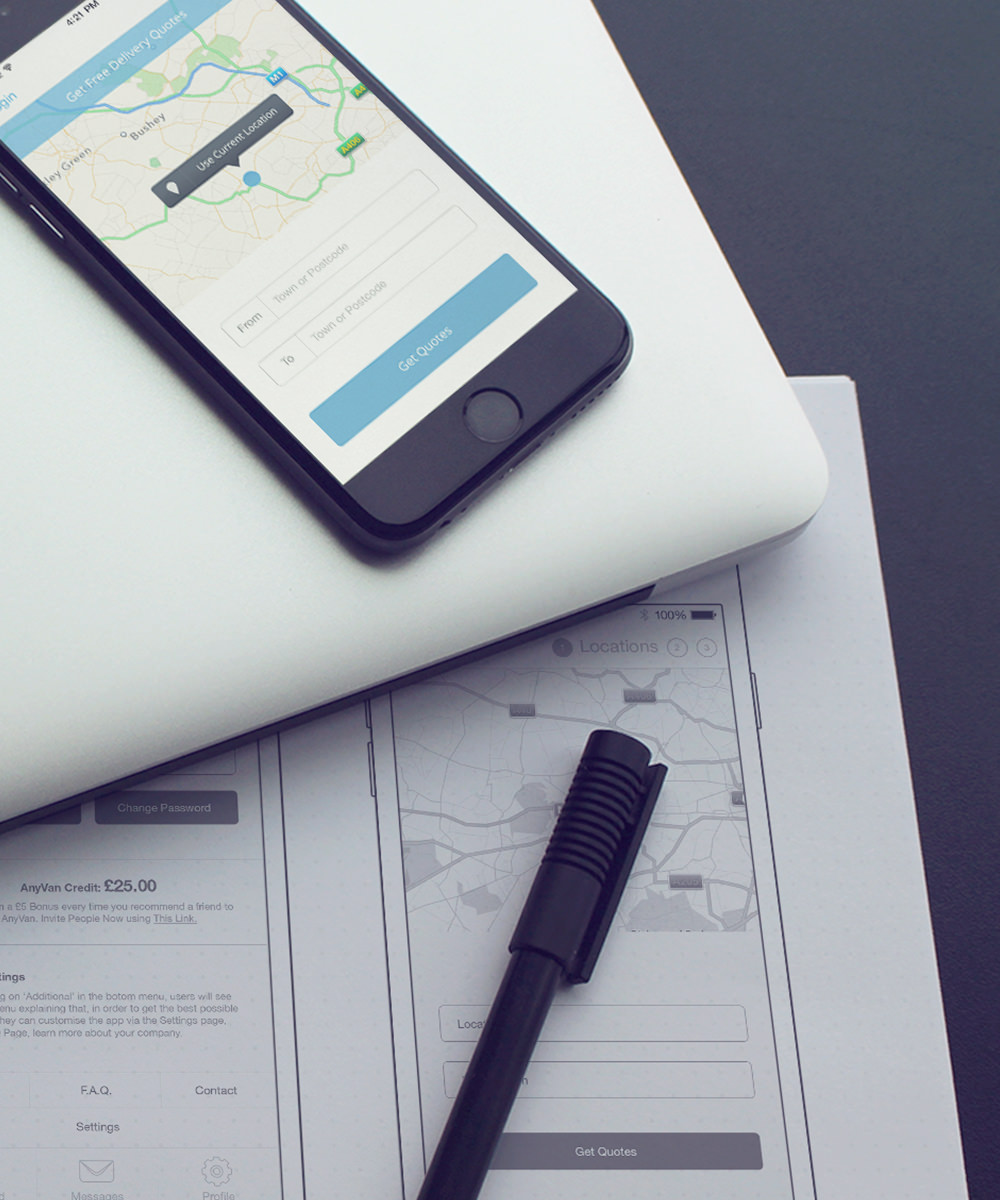 4:21 PM
Get Free Delivery Quotes
M1
Bushey
ley Green
Use Current Location
A406
From Town or Postcode
To Town or Postcode
Get Quotes
100%
1 Locations 2 3
Change Password
AnyVan Credit: £25.00
n a £5 Bonus every time you recommend a friend to
AnyVan. Invite People Now using This Link.
tings
g on 'Additional' in the botom menu, users will see
enu explaining that, in order to get the best possible
hey can customise the app via the Settings page.
Page, learn more about your company.
F.A.Q. Contact
Settings
Messages Profile
Loca
Get Quotes